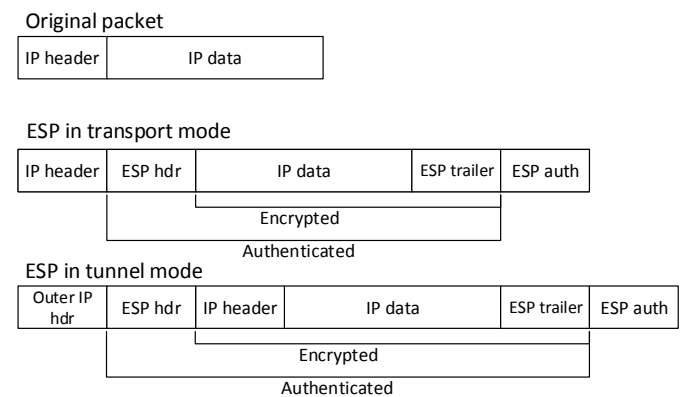 Original packet
IP header IP data
ESP in transport mode
IP header ESP hdr IP data ESP trailer ESP auth
Encrypted
Authenticated
ESP in tunnel mode
Outer IP
hdr ESP hdr IP header IP data ESP trailer ESP auth
Encrypted
Authenticated